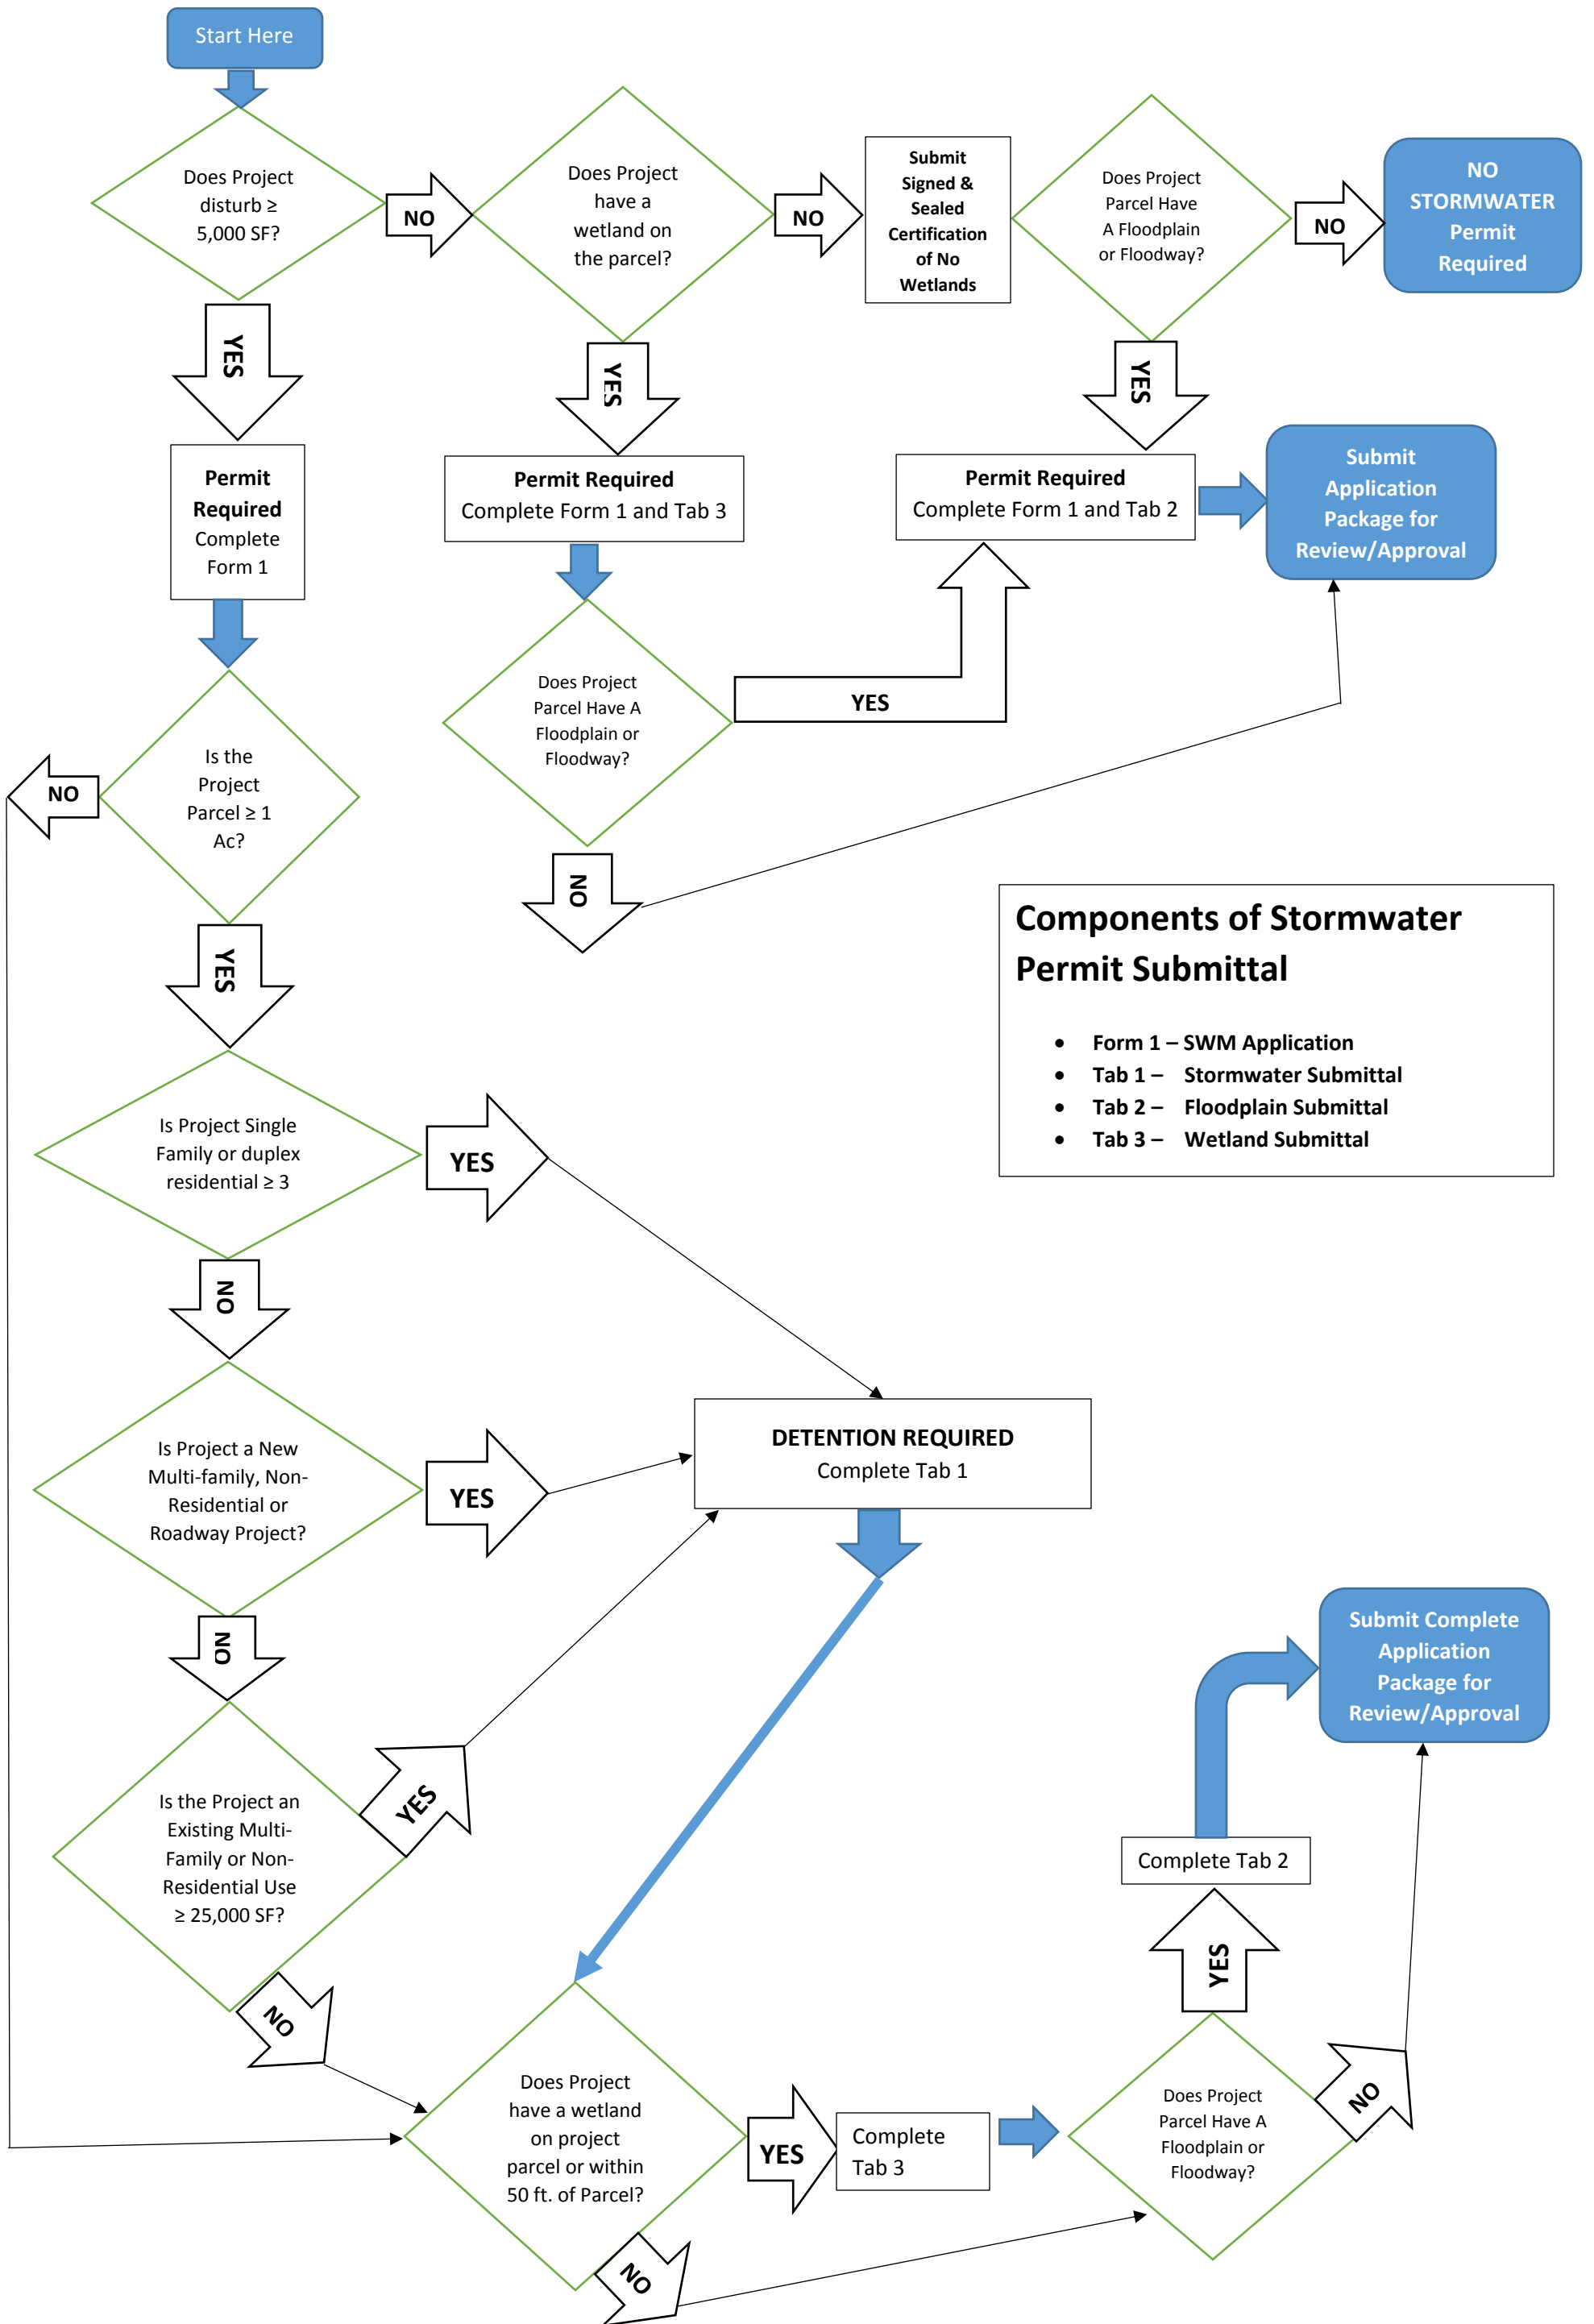 Start Here
Does Project
disturb ≥
5,000 SF?
NO
Does Project
have a
wetland on
the parcel?
NO
Submit
Signed &
Sealed
Certification
of No
Wetlands
Does Project
Parcel Have
A Floodplain
or Floodway?
NO
NO
STORMWATER
Permit
Required
YES
YES
YES
Permit
Required
Complete
Form 1
Permit Required
Complete Form 1 and Tab 3
Permit Required
Complete Form 1 and Tab 2
Submit
Application
Package for
Review/Approval
Does Project
Parcel Have A
Floodplain or
Floodway?
YES
NO
Is the
Project
Parcel ≥ 1
Ac?
NO
YES
Components of Stormwater
Permit Submittal
• Form 1 – SWM Application
• Tab 1 – Stormwater Submittal
• Tab 2 – Floodplain Submittal
• Tab 3 – Wetland Submittal
Is Project Single
Family or duplex
residential ≥ 3
YES
NO
Is Project a New
Multi-family, Non-
Residential or
Roadway Project?
YES
DETENTION REQUIRED
Complete Tab 1
NO
Is the Project an
Existing Multi-
Family or Non-
Residential Use
≥ 25,000 SF?
YES
NO
Does Project
have a wetland
on project
parcel or within
50 ft. of Parcel?
YES
Complete
Tab 3
NO
Does Project
Parcel Have A
Floodplain or
Floodway?
YES
NO
Complete Tab 2
Submit Complete
Application
Package for
Review/Approval